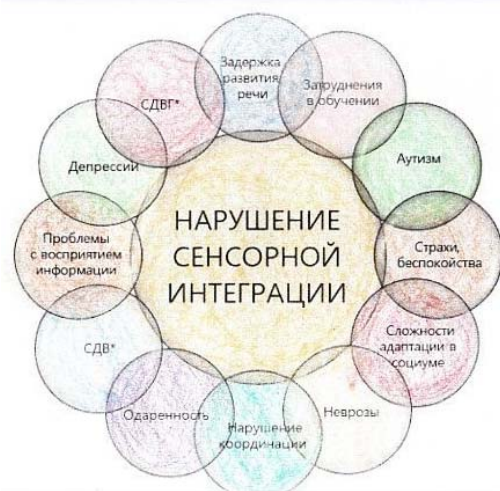 Задержка
развития
речи
Затруднения
в обучении
Аутизм
Страхи,
беспокойства
Сложности
адаптации в
социуме
Неврозы
Нарушение
координации
Одаренность
СДВ*
Проблемы
с восприятием
информации
Депрессии
СДВГ*
НАРУШЕНИЕ
СЕНСОРНОЙ
ИНТЕГРАЦИИ